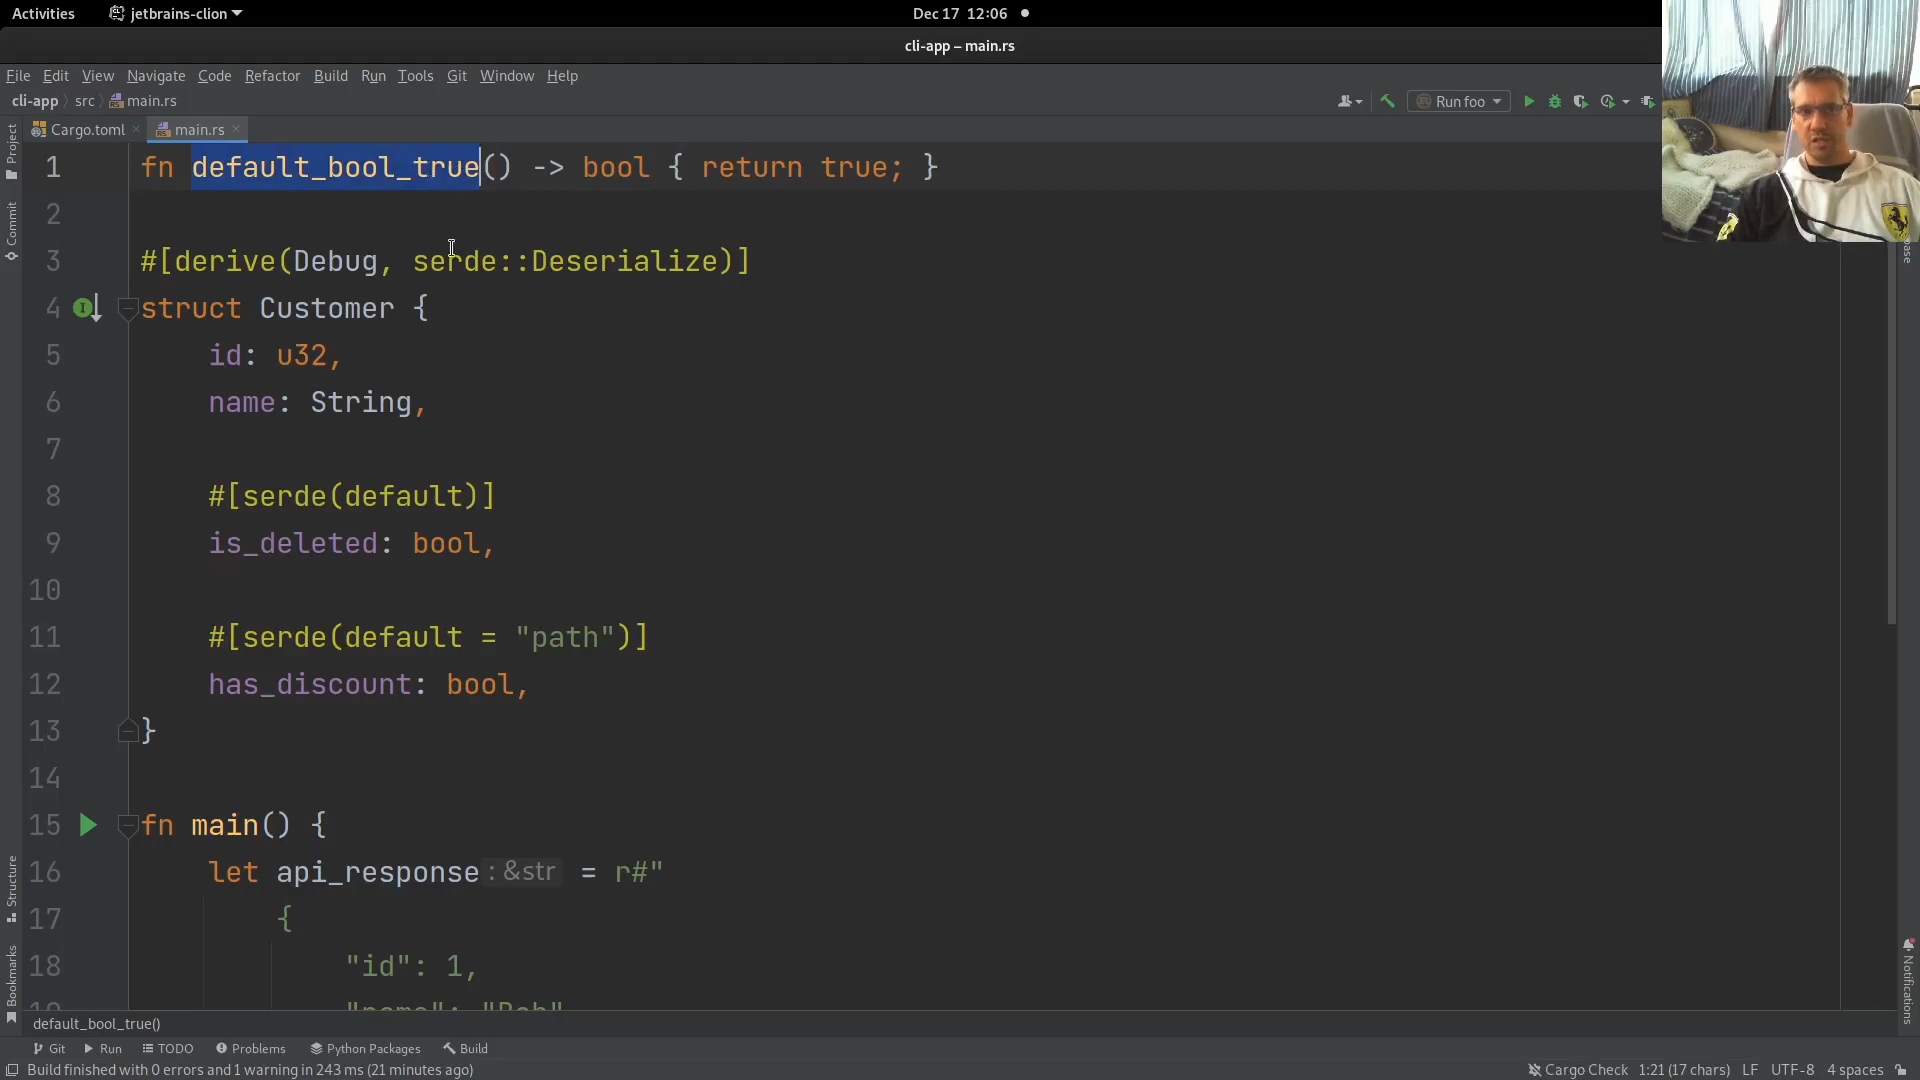 Activities jetbrains-clion Dec 17 12:06
cli-app – main.rs
File Edit View Navigate Code Refactor Build Run Tools Git Window Help
cli-app src main.rs Run foo
Cargo.toml main.rs
Project
Commit
Structure
Bookmarks
1 fn default_bool_true() -> bool { return true; }
2
3 #[derive(Debug, serde::Deserialize)]
4 struct Customer {
5 id: u32,
6 name: String,
7
8 #[serde(default)]
9 is_deleted: bool,
10
11 #[serde(default = "path")]
12 has_discount: bool,
13 }
14
15 fn main() {
16 let api_response : &str = r#"
17 {
18 "id": 1,
"name": "Bob"
Notifications
default_bool_true()
Git Run TODO Problems Python Packages Build
Build finished with 0 errors and 1 warning in 243 ms (21 minutes ago) Cargo Check 1:21 (17 chars) LF UTF-8 4 spaces